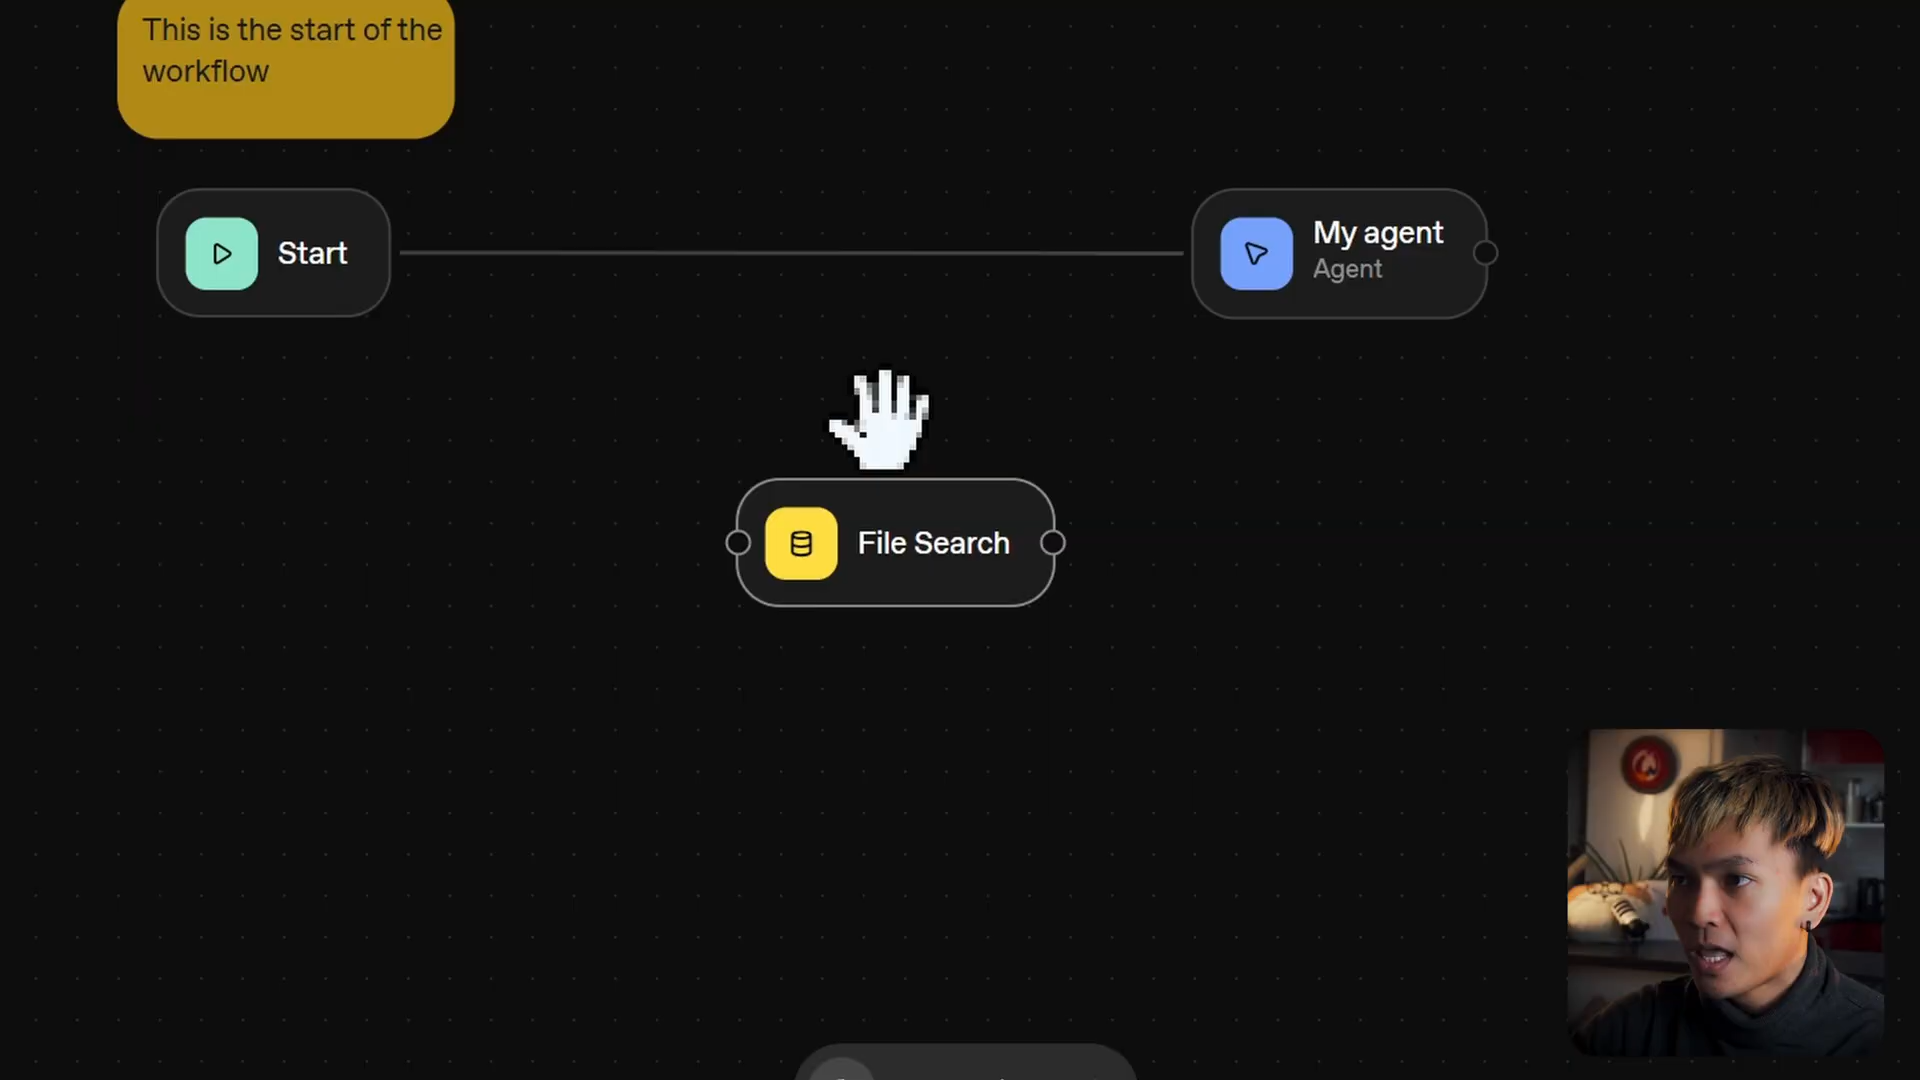 This is the start of the
workflow
Start
My agent
Agent
File Search